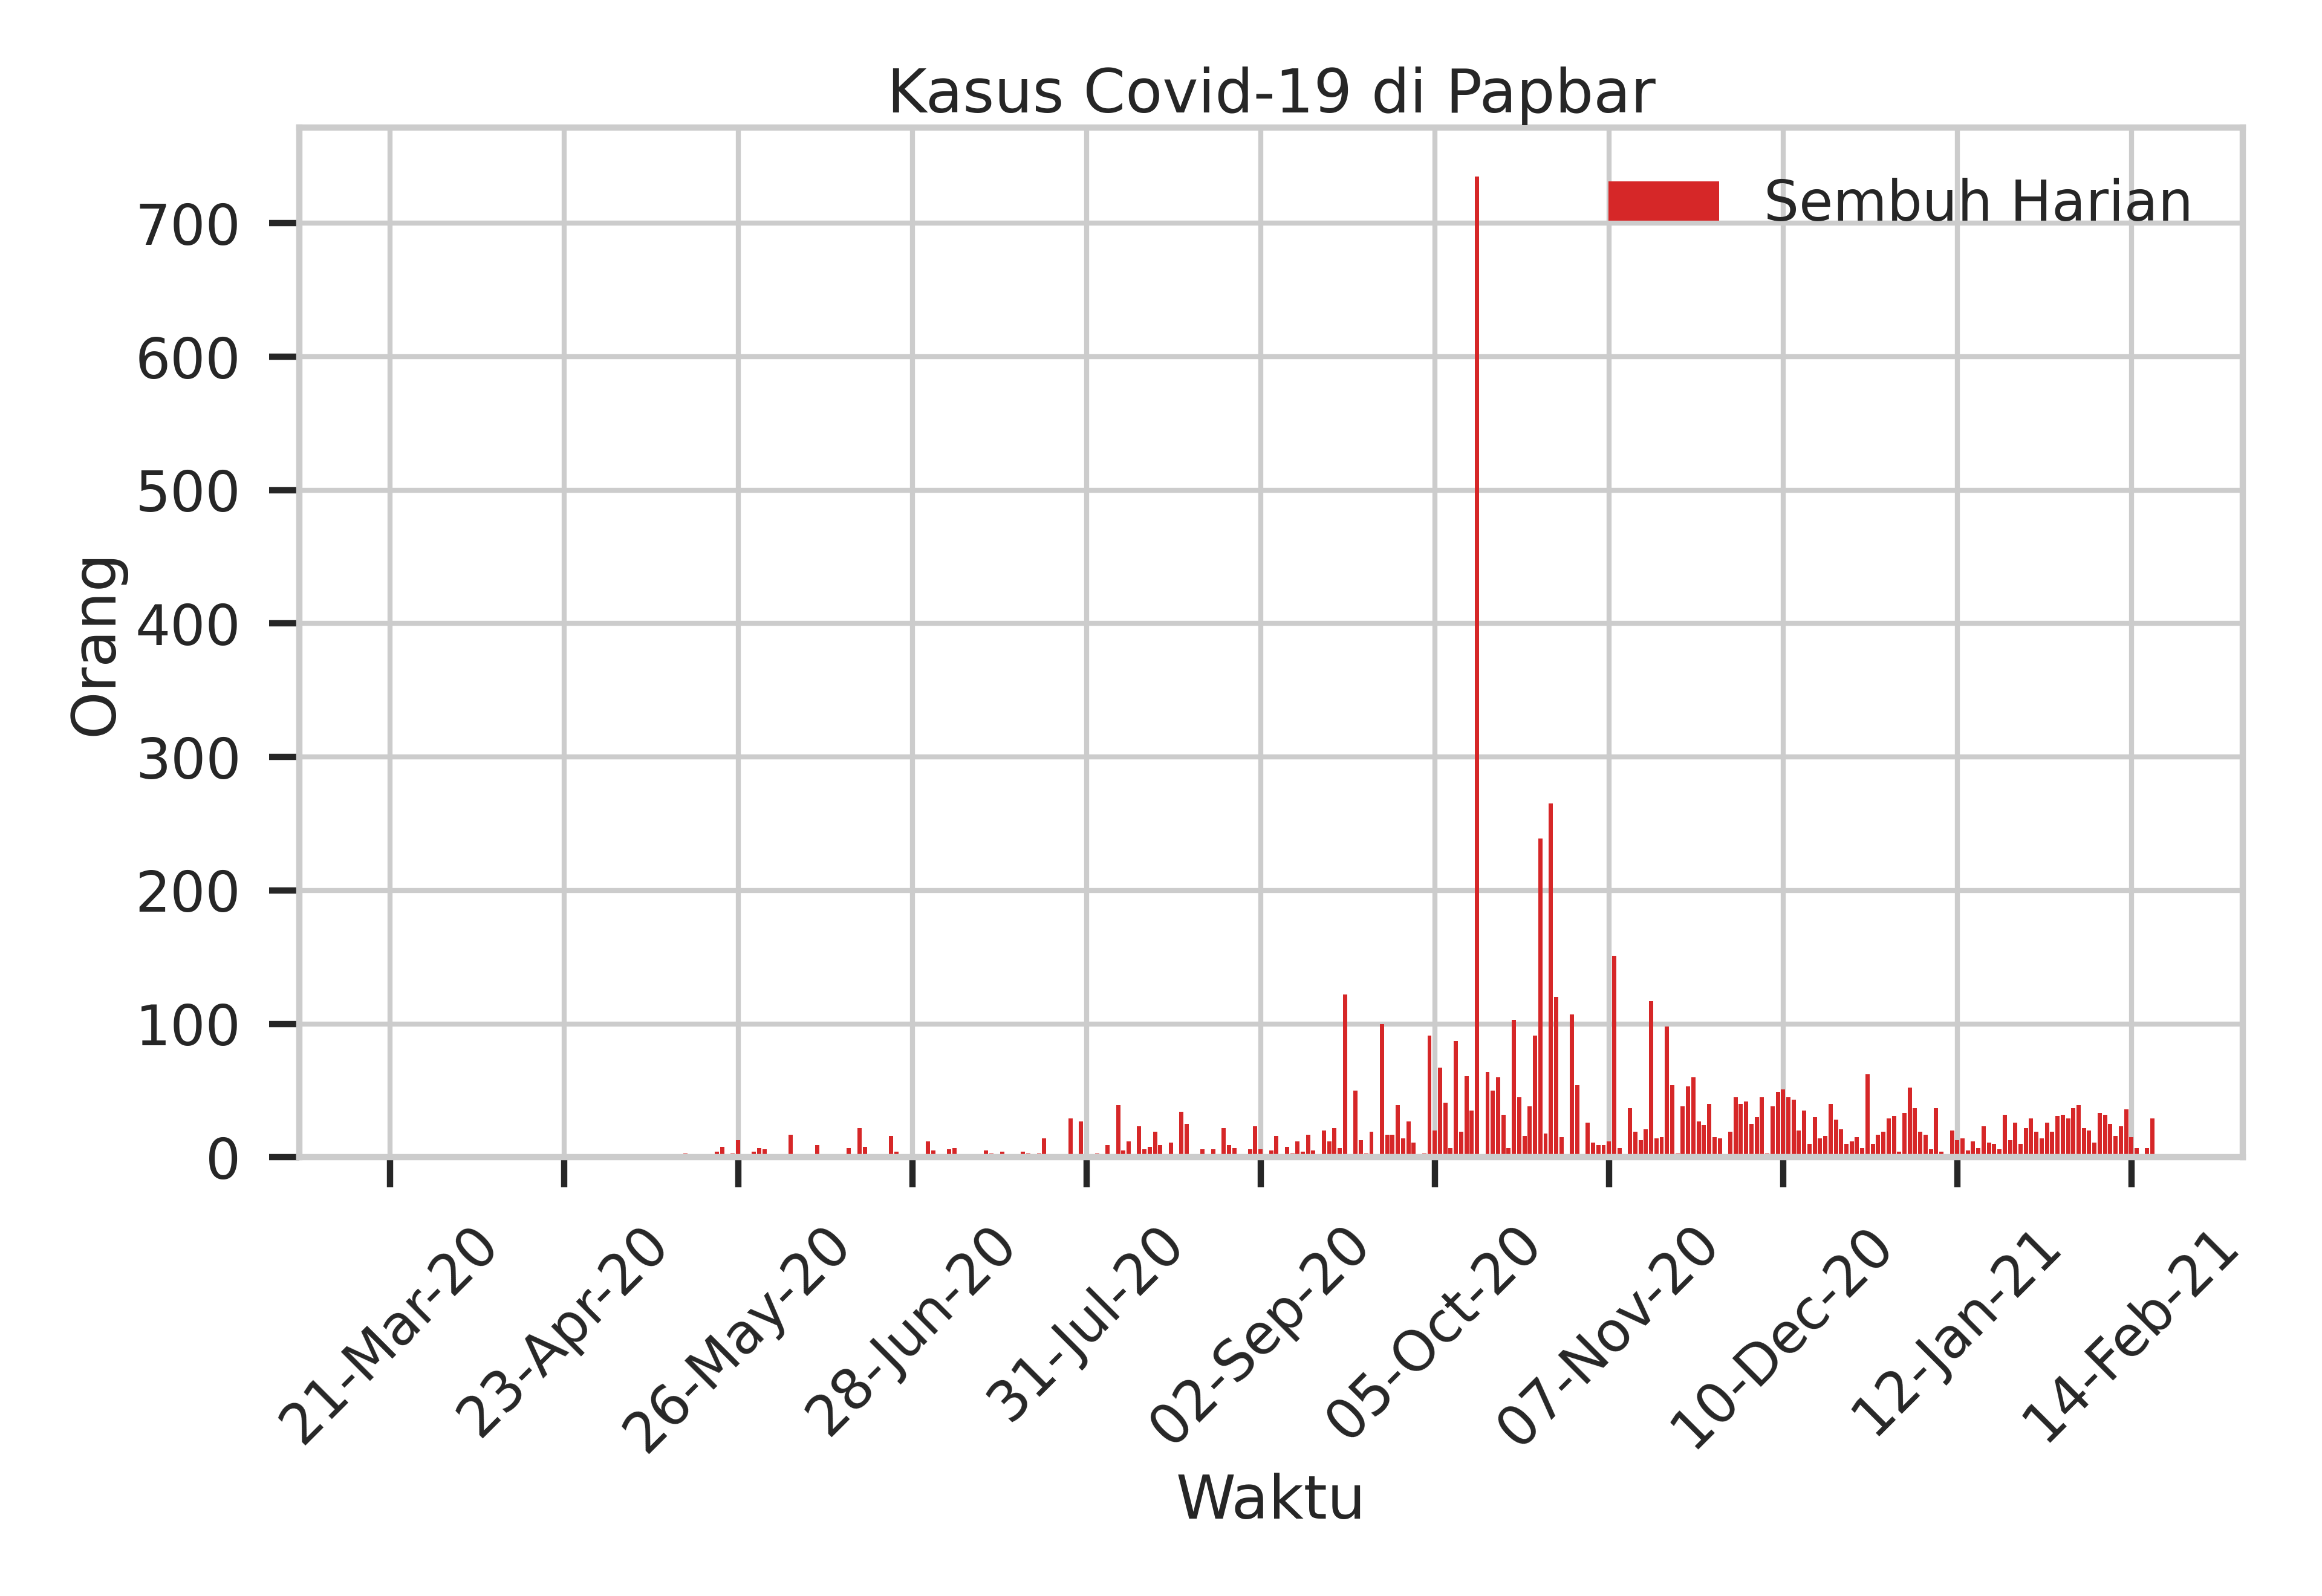 Kasus Covid-19 di Papbar
Sembuh Harian
Orang
700
600
500
400
300
200
100
0
21-Mar-20
23-Apr-20
26-May-20
28-Jun-20
31-Jul-20
02-Sep-20
05-Oct-20
07-Nov-20
10-Dec-20
12-Jan-21
14-Feb-21
Waktu